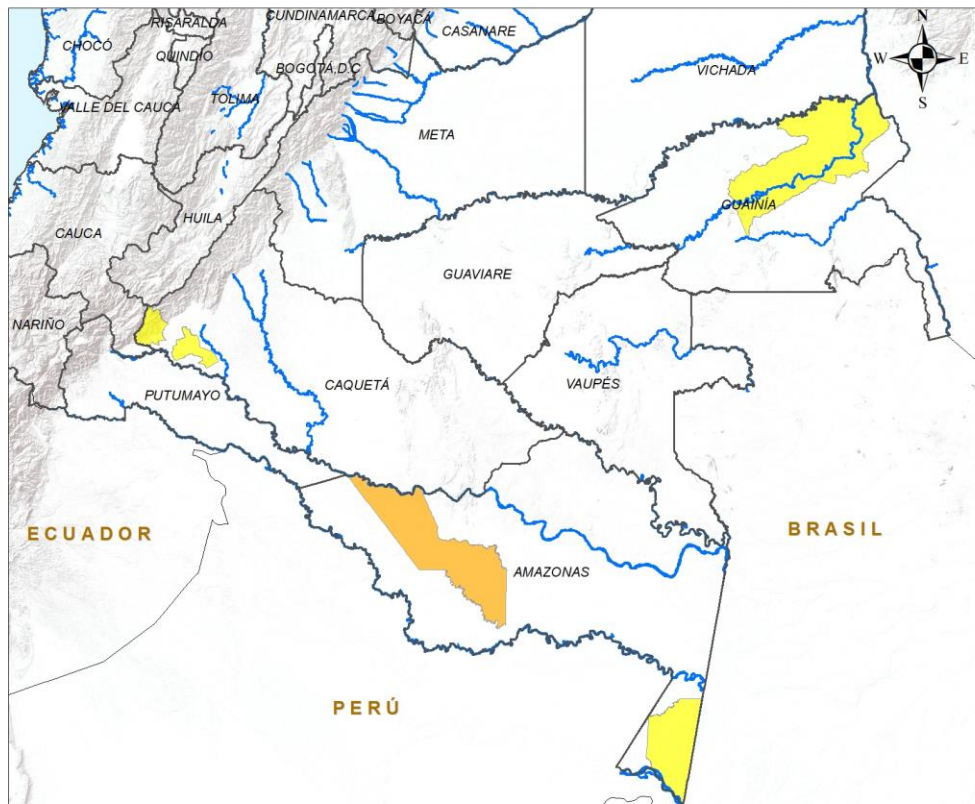 RISARALDA
CUNDINAMARCA
BOYACÁ
CASANARE
N
CHOCÓ
QUINDÍO
BOGOTÁ,D.C
VICHADA
W
E
S
VALLE DEL CAUCA
TOLIMA
META
GUAINÍA
HUILA
CAUCA
GUAVIARE
NARIÑO
CAQUETÁ
VAUPÉS
PUTUMAYO
ECUADOR
BRASIL
AMAZONAS
PERÚ